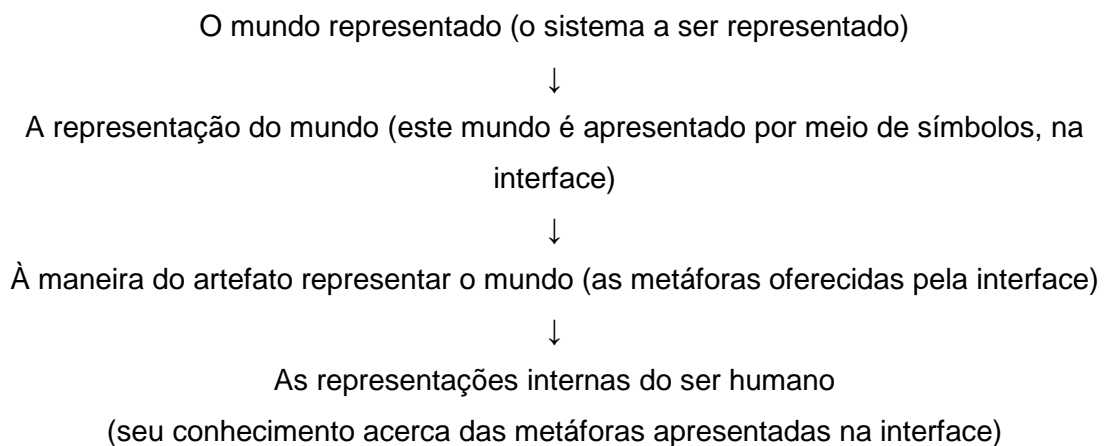 O mundo representado (o sistema a ser representado)
↓
A representação do mundo (este mundo é apresentado por meio de símbolos, na
interface)
↓
À maneira do artefato representar o mundo (as metáforas oferecidas pela interface)
↓
As representações internas do ser humano
(seu conhecimento acerca das metáforas apresentadas na interface)